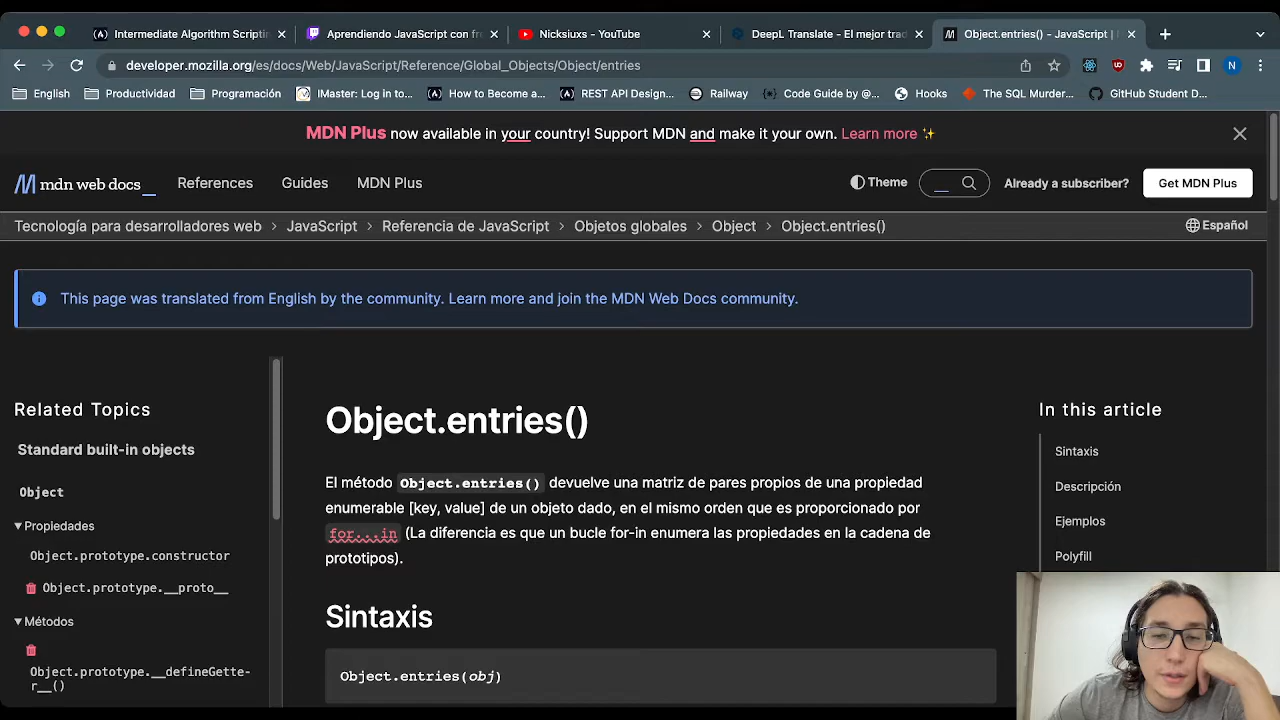 Intermediate Algorithm Scriptin
Aprendiendo JavaScript con fr
Nicksiuxs - YouTube
DeepL Translate - El mejor trad
Object.entries() - JavaScript |
developer.mozilla.org/es/docs/Web/JavaScript/Reference/Global_Objects/Object/entries
N
English
Productividad
Programación
IMaster: Log in to...
How to Become a...
REST API Design...
Railway
Code Guide by @...
Hooks
The SQL Murder...
GitHub Student D...
MDN Plus now available in your country! Support MDN and make it your own. Learn more ✨
mdn web docs_
References
Guides
MDN Plus
Theme
Already a subscriber?
Get MDN Plus
Tecnología para desarrolladores web > JavaScript > Referencia de JavaScript > Objetos globales > Object > Object.entries()
Español
This page was translated from English by the community. Learn more and join the MDN Web Docs community.
Related Topics
Standard built-in objects
Object
Propiedades
Object.prototype.constructor
Object.prototype.__proto__
Métodos
Object.prototype.__defineGette-
r__()
Object.entries()
El método Object.entries() devuelve una matriz de pares propios de una propiedad
enumerable [key, value] de un objeto dado, en el mismo orden que es proporcionado por
for...in (La diferencia es que un bucle for-in enumera las propiedades en la cadena de
prototipos).
Sintaxis
Object.entries(obj)
In this article
Sintaxis
Descripción
Ejemplos
Polyfill